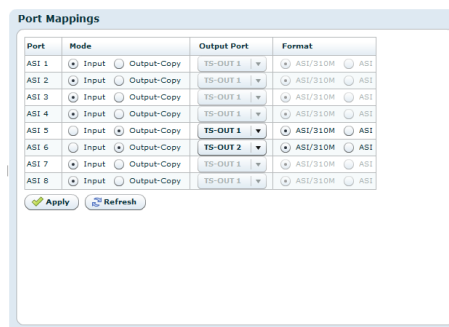 Port Mappings
Port Mode Output Port Format
ASI 1 Input Output-Copy TS-OUT 1 ASI/310M ASI
ASI 2 Input Output-Copy TS-OUT 1 ASI/310M ASI
ASI 3 Input Output-Copy TS-OUT 1 ASI/310M ASI
ASI 4 Input Output-Copy TS-OUT 1 ASI/310M ASI
ASI 5 Input Output-Copy TS-OUT 1 ASI/310M ASI
ASI 6 Input Output-Copy TS-OUT 2 ASI/310M ASI
ASI 7 Input Output-Copy TS-OUT 1 ASI/310M ASI
ASI 8 Input Output-Copy TS-OUT 1 ASI/310M ASI
Apply Refresh